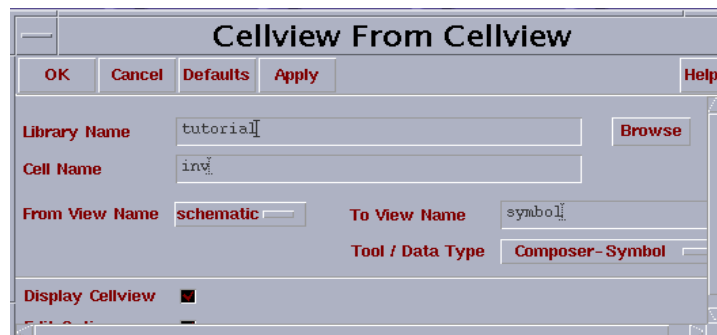 Cellview From Cellview
OK Cancel Defaults Apply Help
Library Name tutorial Browse
Cell Name inv
From View Name schematic To View Name symbol
Tool / Data Type Composer-Symbol
Display Cellview